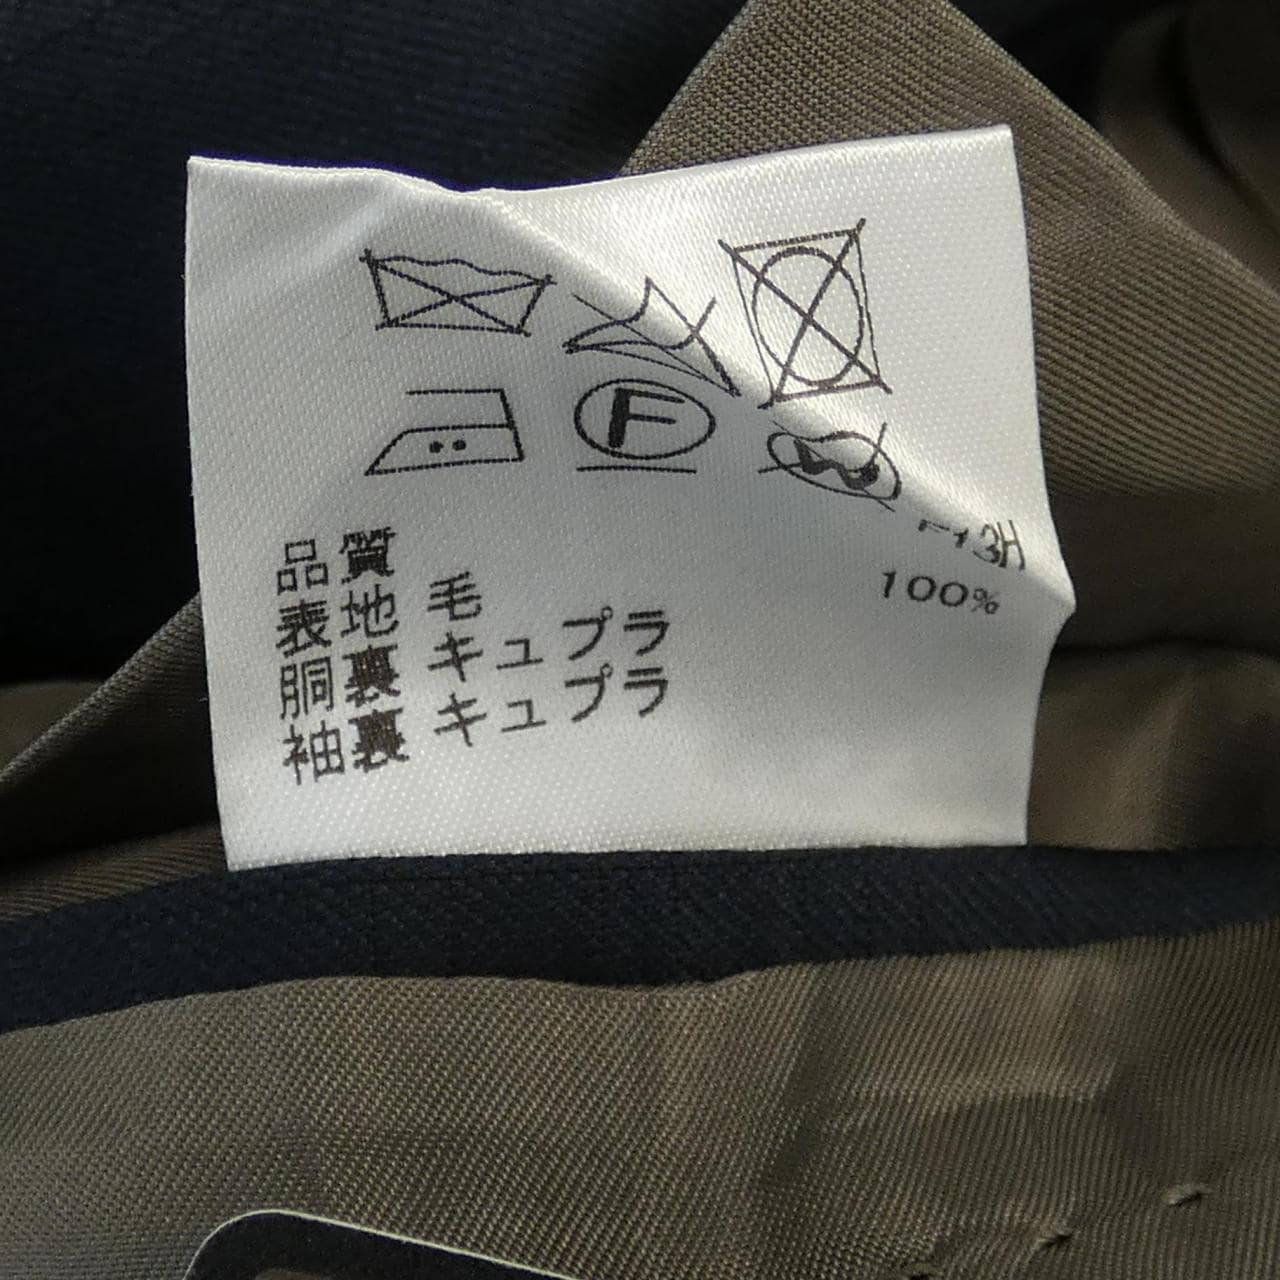 F
W
品質
表地 毛 100%
胴裏 キュプラ
袖裏 キュプラ